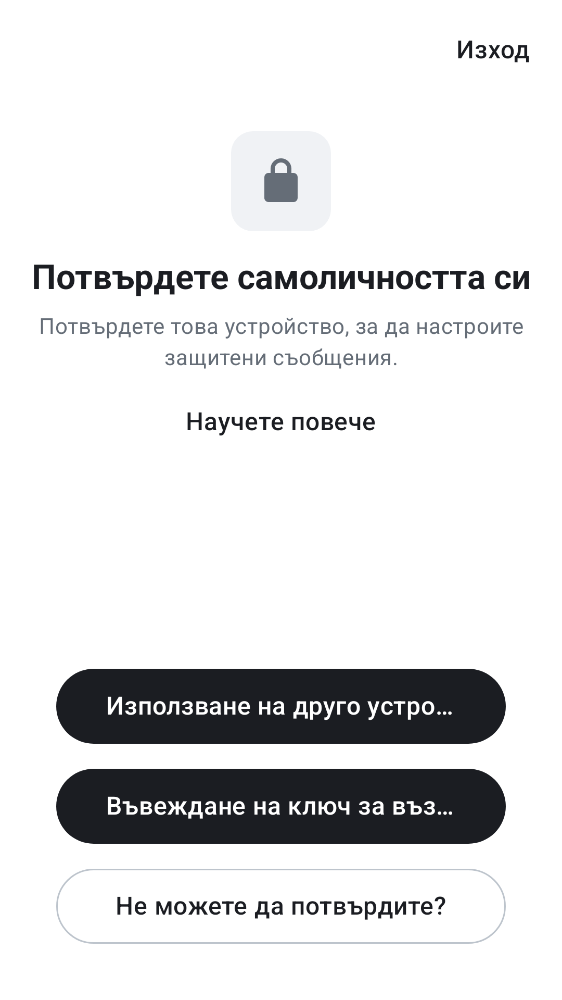 Изход
Потвърдете самоличността си
Потвърдете това устройство, за да настроите
защитени съобщения.
Научете повече
Използване на друго устро…
Въвеждане на ключ за въз…
Не можете да потвърдите?